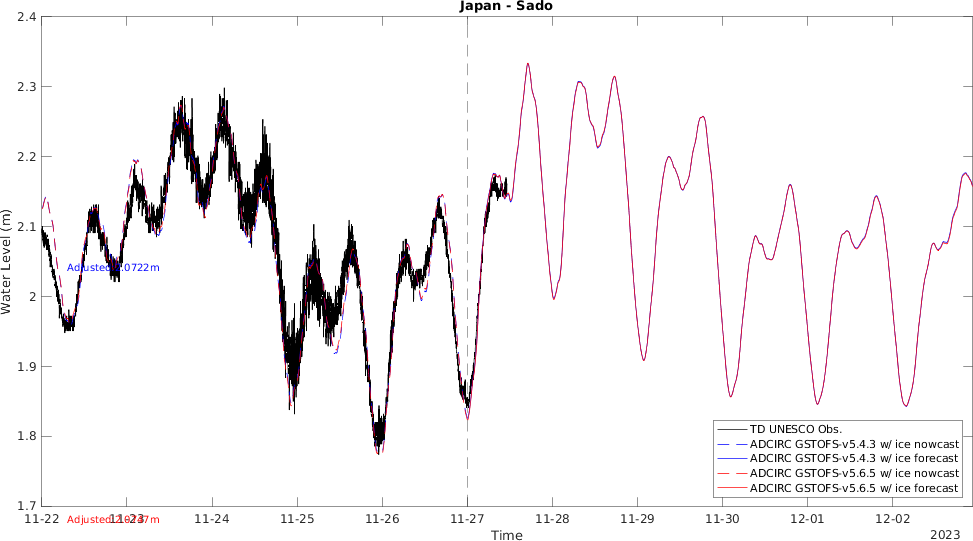 Japan - Sado
2.4
2.3
2.2
2.1
2
1.9
1.8
1.7
Water Level (m)
Adjusted
TD UNESCO Obs.
ADCIRC GSTOFS-v5.4.3 w/ ice nowcast
ADCIRC GSTOFS-v5.4.3 w/ ice forecast
ADCIRC GSTOFS-v5.6.5 w/ ice nowcast
ADCIRC GSTOFS-v5.6.5 w/ ice forecast
11-22 11-23 11-24 11-25 11-26 11-27 11-28 11-29 11-30 12-01 12-02
Adjusted
Time
2023